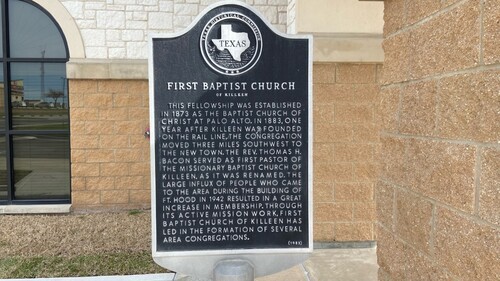 TEXAS
FIRST BAPTIST CHURCH
OF KILLEEN
THIS FELLOWSHIP WAS ESTABLISHED
IN 1873 AS THE BAPTIST CHURCH OF
CHRIST AT PALO ALTO. IN 1883, ONE
YEAR AFTER KILLEEN WAS FOUNDED
ON THE RAIL LINE, THE CONGREGATION
MOVED THREE MILES SOUTHWEST TO
THE NEW TOWN. THE REV. THOMAS H.
BACON SERVED AS FIRST PASTOR OF
THE MISSIONARY BAPTIST CHURCH OF
KILLEEN, AS IT WAS RENAMED. THE
LARGE INFLUX OF PEOPLE WHO CAME
TO THE AREA DURING THE BUILDING OF
FT. HOOD IN 1942 RESULTED IN A GREAT
INCREASE IN MEMBERSHIP. THROUGH
ITS ACTIVE MISSION WORK, FIRST
BAPTIST CHURCH OF KILLEEN HAS
LED IN THE FORMATION OF SEVERAL
AREA CONGREGATIONS.
(1983)